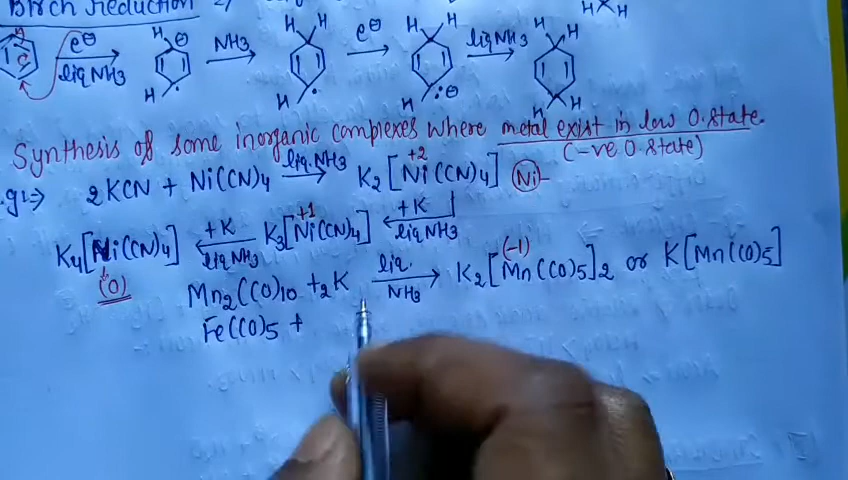 Birch reduction
H H
H ⊖ H H H H H H
e⊖ liq NH3 → NH3 → e⊖ → liq NH3 →
H H · H ··⊖ H H
Synthesis of some inorganic complexes where metal exist in low O.state.
(-ve O.state)
.g:⇒ 2KCN + Ni(CN)4 liq.NH3 → K2[Ni(CN)4] +2 Ni-
K4[Ni(CN)4] ← +K liq NH3 K3[Ni(CN)4] +1 ← +K liq NH3
(0)
Mn2(CO)10 + 2K liq. NH3 → K2[Mn(CO)5]2 (-1) or K[Mn(CO)5]
Fe(CO)5 +